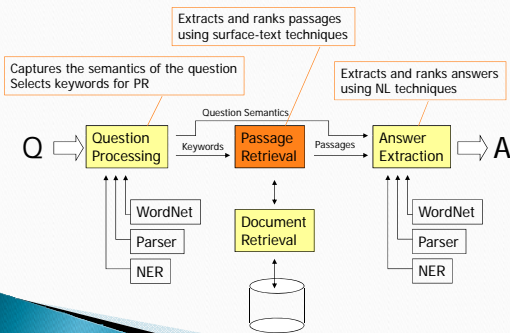 Extracts and ranks passages
using surface-text techniques
Captures the semantics of the question
Selects keywords for PR
Extracts and ranks answers
using NL techniques
Question Semantics
Q
Question
Processing
Keywords
Passage
Retrieval
Passages
Answer
Extraction
A
WordNet
Parser
NER
Document
Retrieval
WordNet
Parser
NER